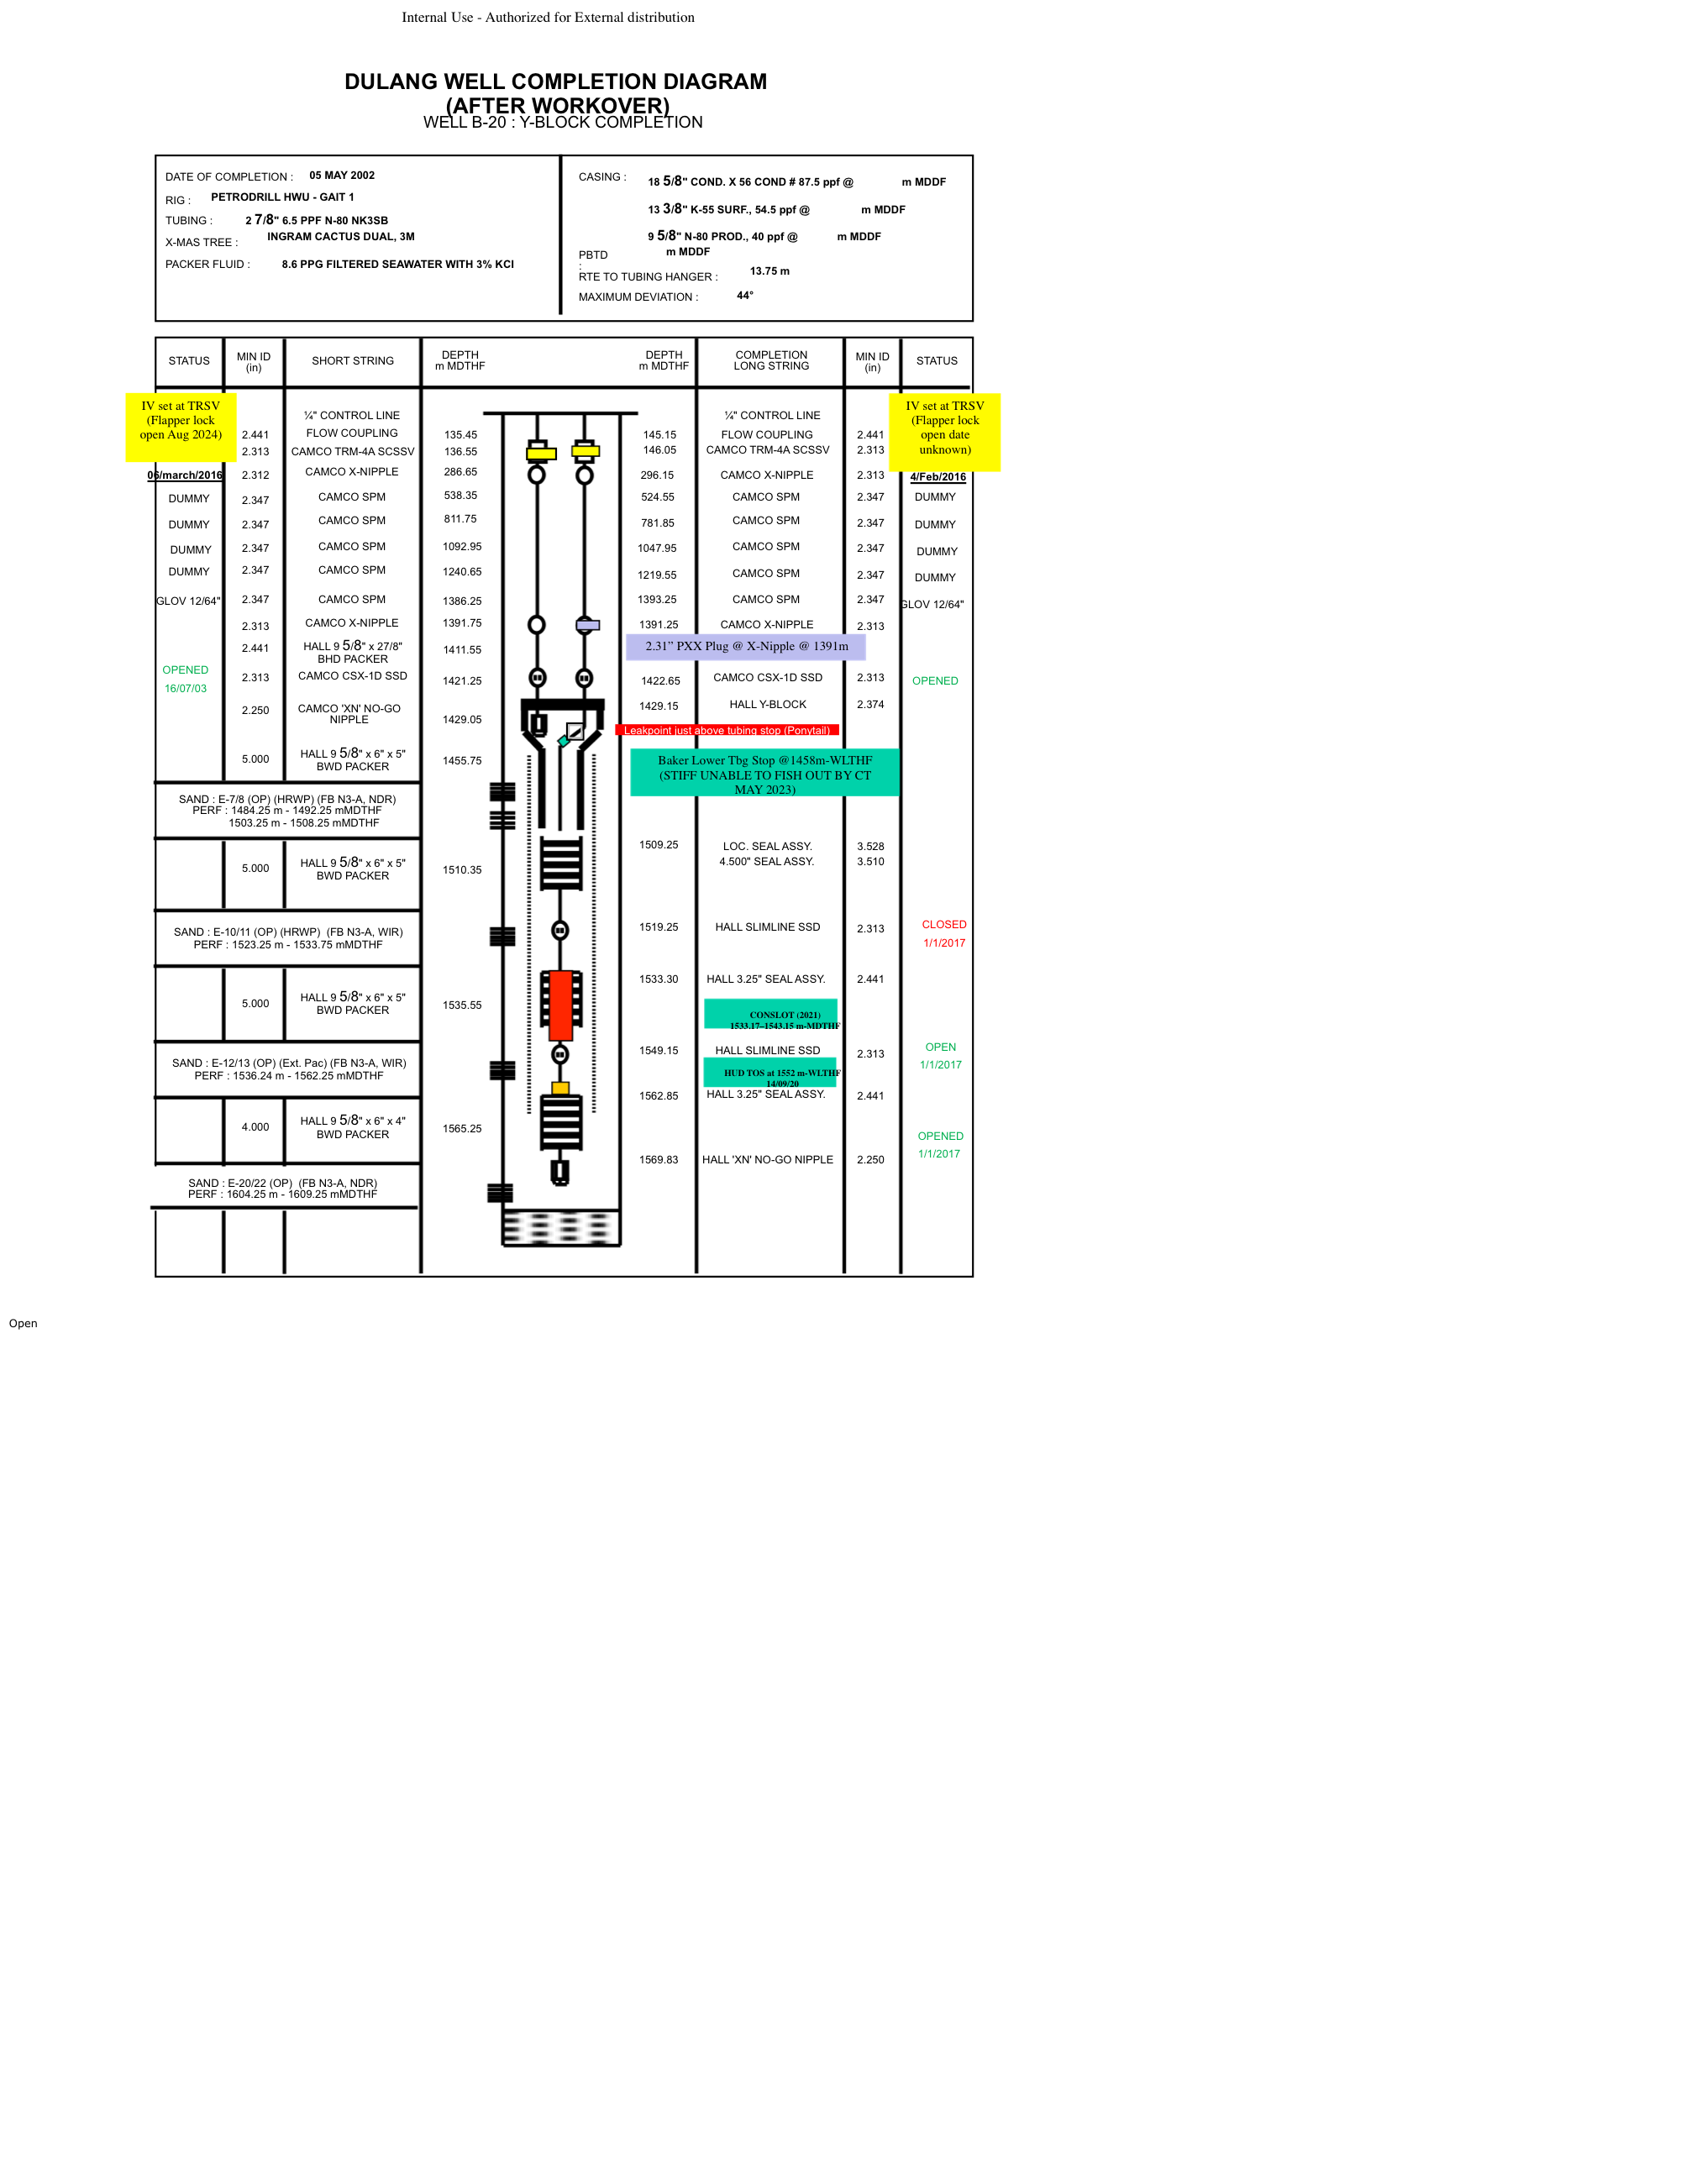 Internal Use - Authorized for External distribution
DULANG WELL COMPLETION DIAGRAM
(AFTER WORKOVER)
WELL B-20 : Y-BLOCK COMPLETION
DATE OF COMPLETION : 05 MAY 2002
RIG : PETRODRILL HWU - GAIT 1
TUBING : 2 7/8" 6.5 PPF N-80 NK3SB
X-MAS TREE : INGRAM CACTUS DUAL, 3M
PACKER FLUID : 8.6 PPG FILTERED SEAWATER WITH 3% KCl
CASING : 18 5/8" COND. X 56 COND # 87.5 ppf @ m MDDF
13 3/8" K-55 SURF., 54.5 ppf @ m MDDF
9 5/8" N-80 PROD., 40 ppf @ m MDDF
PBTD : m MDDF
RTE TO TUBING HANGER : 13.75 m
MAXIMUM DEVIATION : 44°
STATUS MIN ID (in) SHORT STRING DEPTH m MDTHF DEPTH m MDTHF COMPLETION LONG STRING MIN ID (in) STATUS
IV set at TRSV
(Flapper lock
open Aug 2024)
IV set at TRSV
(Flapper lock
open date
unknown)
¼" CONTROL LINE ¼" CONTROL LINE
2.441 FLOW COUPLING 135.45 145.15 FLOW COUPLING 2.441
2.313 CAMCO TRM-4A SCSSV 136.55 146.05 CAMCO TRM-4A SCSSV 2.313
06/march/2016 2.312 CAMCO X-NIPPLE 286.65 296.15 CAMCO X-NIPPLE 2.313 4/Feb/2016
DUMMY 2.347 CAMCO SPM 538.35 524.55 CAMCO SPM 2.347 DUMMY
DUMMY 2.347 CAMCO SPM 811.75 781.85 CAMCO SPM 2.347 DUMMY
DUMMY 2.347 CAMCO SPM 1092.95 1047.95 CAMCO SPM 2.347 DUMMY
DUMMY 2.347 CAMCO SPM 1240.65 1219.55 CAMCO SPM 2.347 DUMMY
GLOV 12/64" 2.347 CAMCO SPM 1386.25 1393.25 CAMCO SPM 2.347 GLOV 12/64"
2.313 CAMCO X-NIPPLE 1391.75 1391.25 CAMCO X-NIPPLE 2.313
2.31” PXX Plug @ X-Nipple @ 1391m
2.441 HALL 9 5/8" x 27/8" 1411.55
BHD PACKER
OPENED
16/07/03
2.313 CAMCO CSX-1D SSD 1421.25 1422.65 CAMCO CSX-1D SSD 2.313 OPENED
2.250 CAMCO 'XN' NO-GO 1429.05 1429.15 HALL Y-BLOCK 2.374
NIPPLE
Leakpoint just above tubing stop (Ponytail)
5.000 HALL 9 5/8" x 6" x 5" 1455.75
BWD PACKER
Baker Lower Tbg Stop @1458m-WLTHF
(STIFF UNABLE TO FISH OUT BY CT
MAY 2023)
SAND : E-7/8 (OP) (HRWP) (FB N3-A, NDR)
PERF : 1484.25 m - 1492.25 mMDTHF
1503.25 m - 1508.25 mMDTHF
1509.25 LOC. SEAL ASSY. 3.528
4.500" SEAL ASSY. 3.510
5.000 HALL 9 5/8" x 6" x 5" 1510.35
BWD PACKER
SAND : E-10/11 (OP) (HRWP) (FB N3-A, WIR)
PERF : 1523.25 m - 1533.75 mMDTHF
1519.25 HALL SLIMLINE SSD 2.313 CLOSED
1/1/2017
1533.30 HALL 3.25" SEAL ASSY. 2.441
5.000 HALL 9 5/8" x 6" x 5" 1535.55
BWD PACKER
CONSLOT (2021)
1533.17–1543.15 m-MDTHF
SAND : E-12/13 (OP) (Ext. Pac) (FB N3-A, WIR)
PERF : 1536.24 m - 1562.25 mMDTHF
1549.15 HALL SLIMLINE SSD 2.313 OPEN
1/1/2017
HUD TOS at 1552 m-WLTHF
14/09/20
1562.85 HALL 3.25" SEAL ASSY. 2.441
4.000 HALL 9 5/8" x 6" x 4" 1565.25
BWD PACKER
OPENED
1/1/2017
1569.83 HALL 'XN' NO-GO NIPPLE 2.250
SAND : E-20/22 (OP) (FB N3-A, NDR)
PERF : 1604.25 m - 1609.25 mMDTHF
Open